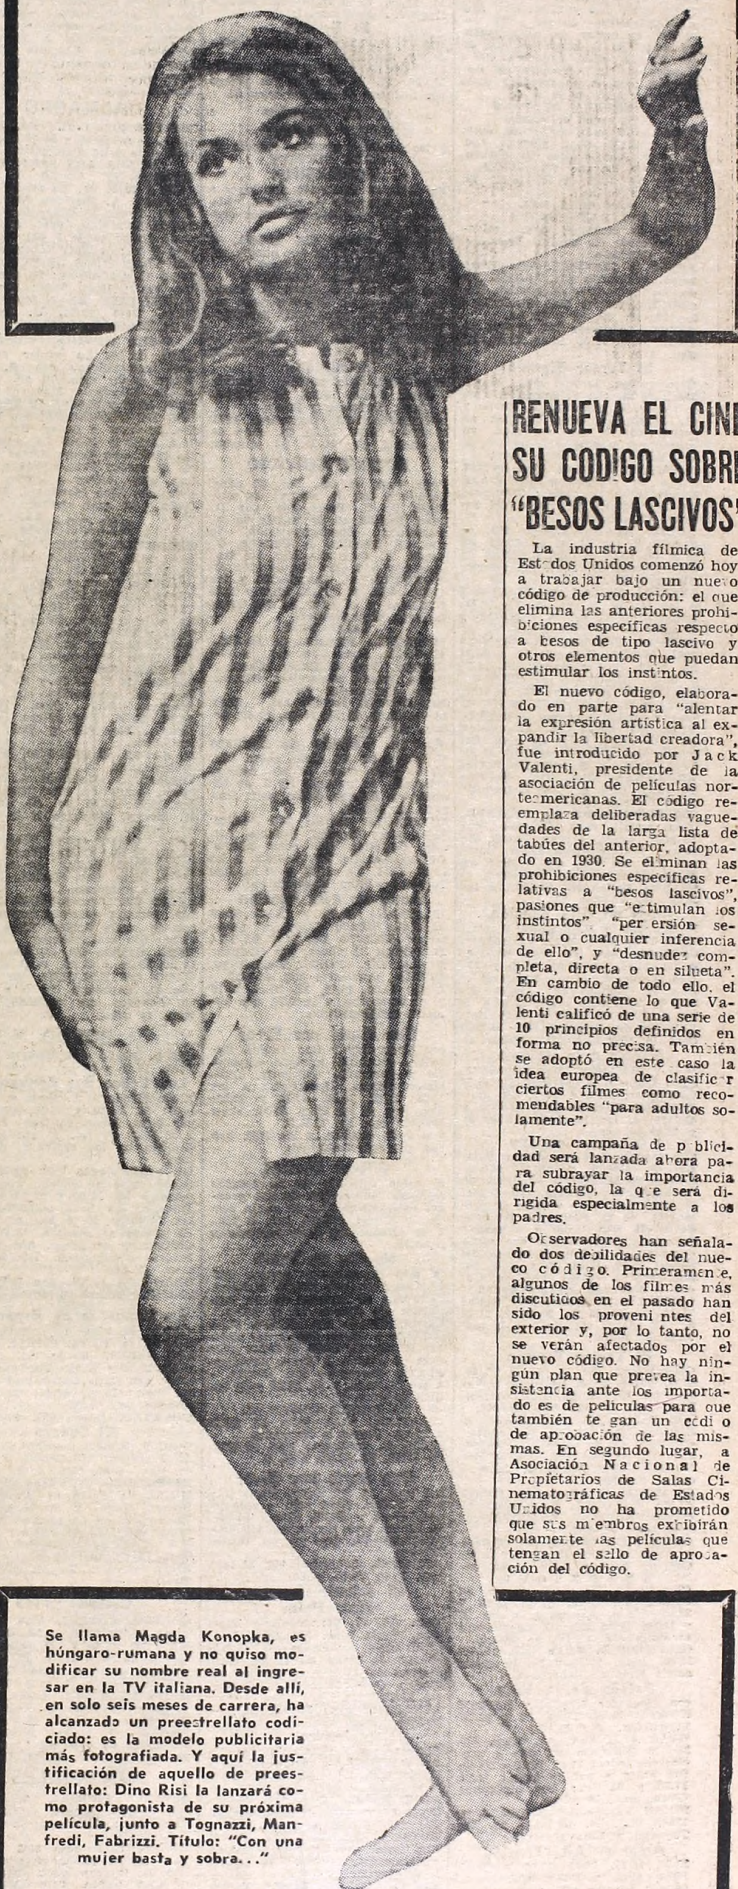 RENUEVA EL CINE
SU CODIGO SOBRE
"BESOS LASCIVOS"
La industria fílmica de
Estados Unidos comenzó hoy
a trabajar bajo un nuevo
código de producción: el que
elimina las anteriores prohi-
biciones específicas respecto
a besos de tipo lascivo y
otros elementos que puedan
estimular los instintos.
El nuevo código, elabora-
do en parte para "alentar
la expresión artística al ex-
pandir la libertad creadora",
fue introducido por Jack
Valenti, presidente de la
asociación de películas nor-
teamericanas. El código re-
emplaza deliberadas vague-
dades de la larga lista de
tabúes del anterior, adopta-
do en 1930. Se eliminan las
prohibiciones específicas re-
lativas a "besos lascivos",
pasiones que "estimulan los
instintos" "perversión se-
xual o cualquier inferencia
de ello", y "desnudez com-
pleta, directa o en silueta".
En cambio de todo ello, el
código contiene lo que Va-
lenti calificó de una serie de
10 principios definidos en
forma no precisa. También
se adoptó en este caso la
idea europea de clasificar
ciertos filmes como reco-
mendables "para adultos so-
lamente".
Una campaña de publici-
dad será lanzada ahora pa-
ra subrayar la importancia
del código, la que será di-
rigida especialmente a los
padres.
Observadores han señala-
do dos debilidades del nue-
co código. Primeramente,
algunos de los filmes más
discutidos en el pasado han
sido los provenientes del
exterior y, por lo tanto, no
se verán afectados por el
nuevo código. No hay nin-
gún plan que prevea la in-
sistencia ante los importa-
dores de películas para que
también tengan un código
de aprobación de las mis-
mas. En segundo lugar, a
Asociación Nacional de
Propietarios de Salas Ci-
nematográficas de Estados
Unidos no ha prometido
que sus miembros exhibirán
solamente las películas que
tengan el sello de aproba-
ción del código.
Se llama Magda Konopka, es
húngaro-rumana y no quiso mo-
dificar su nombre real al ingre-
sar en la TV italiana. Desde allí,
en solo seis meses de carrera, ha
alcanzado un preestrellato codi-
ciado: es la modelo publicitaria
más fotografiada. Y aquí la jus-
tificación de aquello de prees-
trellato: Dino Risi la lanzará co-
mo protagonista de su próxima
película, junto a Tognazzi, Man-
fredi, Fabrizzi. Título: "Con una
mujer basta y sobra..."